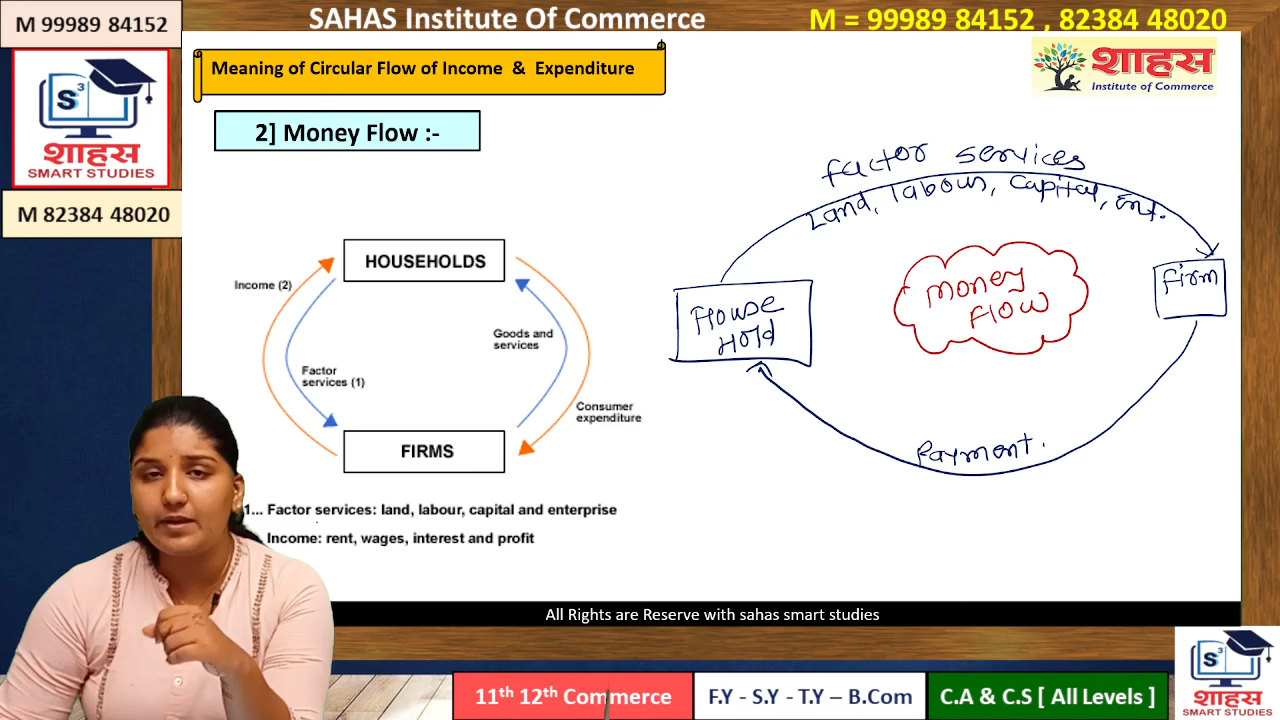 M 99989 84152
SAHAS Institute Of Commerce
M = 99989 84152 , 82384 48020
Meaning of Circular Flow of Income & Expenditure
शाहस
Institute of Commerce
S³
शाहस
SMART STUDIES
M 82384 48020
2] Money Flow :-
HOUSEHOLDS
Income (2)
Goods and
services
Factor
services (1)
Consumer
expenditure
FIRMS
1... Factor services: land, labour, capital and enterprise
Income: rent, wages, interest and profit
factor services
Land, labour, capital, Ent.
House
Hold
Money
Flow
Firm
Payment.
All Rights are Reserve with sahas smart studies
11th 12th Commerce
F.Y - S.Y - T.Y – B.Com
C.A & C.S [ All Levels ]
S³
शाहस
SMART STUDIES